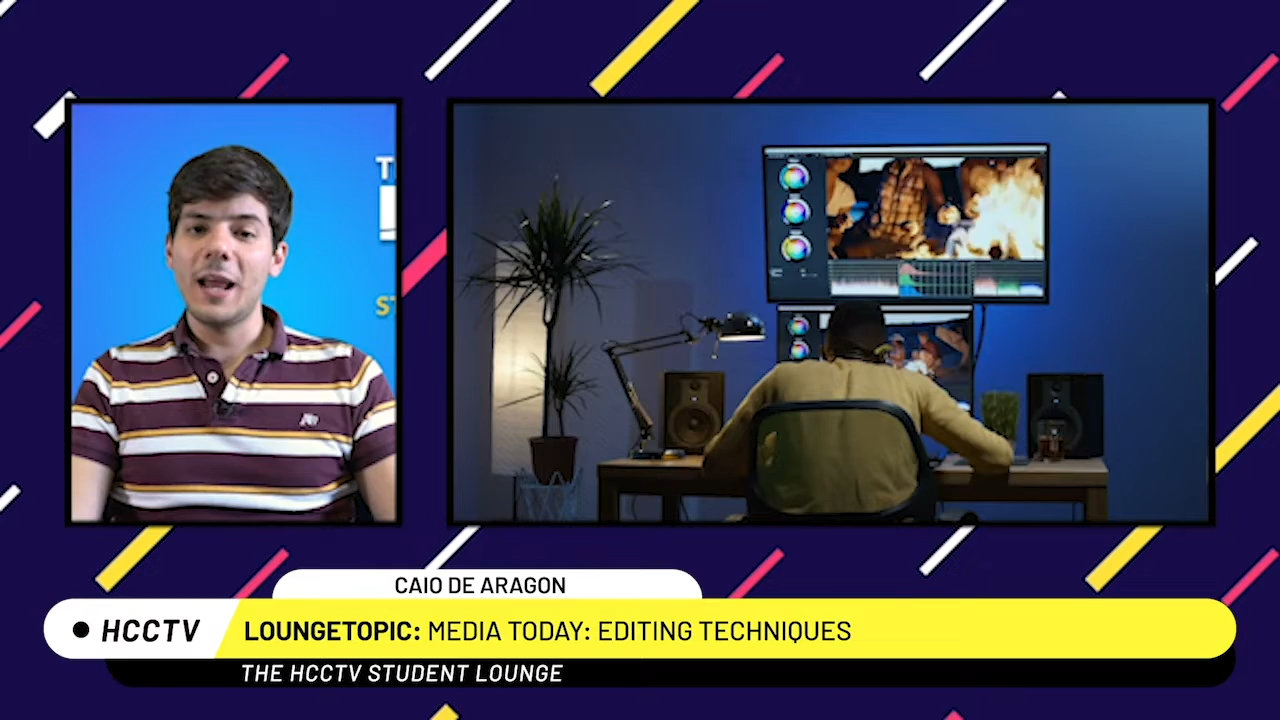 CAIO DE ARAGON
HCCTV
LOUNGETOPIC: MEDIA TODAY: EDITING TECHNIQUES
THE HCCTV STUDENT LOUNGE